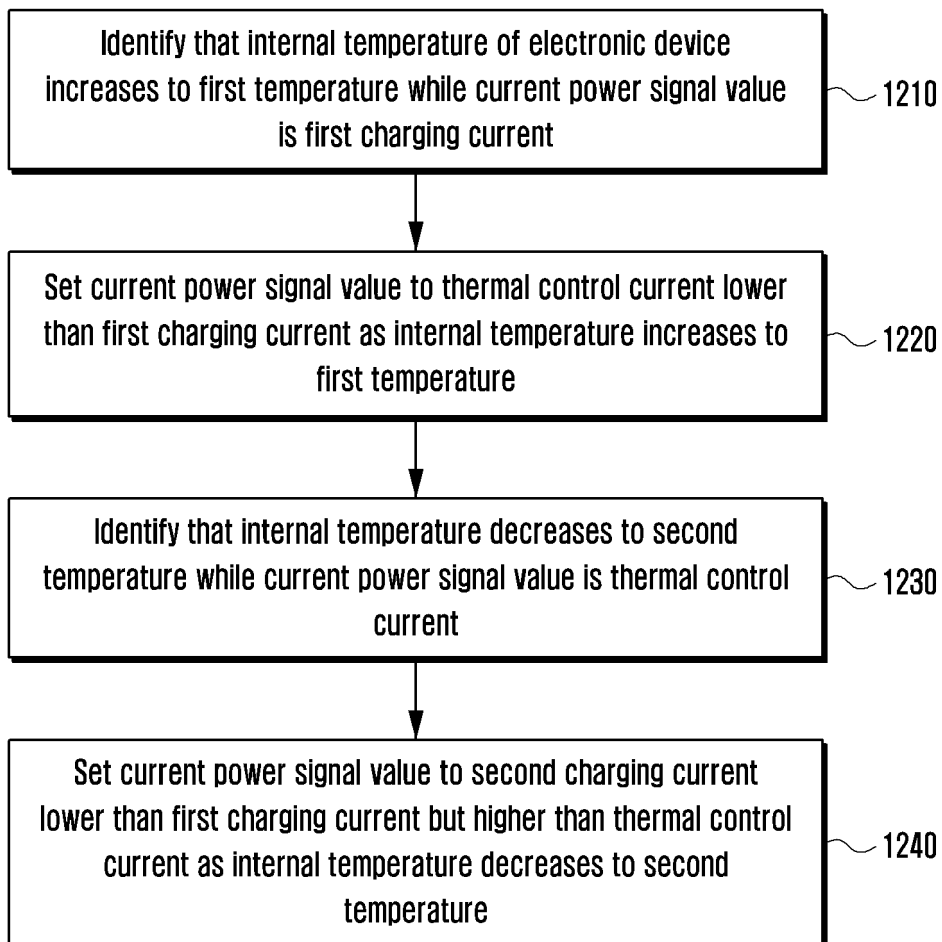 Identify that internal temperature of electronic device
increases to first temperature while current power signal value
is first charging current
1210
Set current power signal value to thermal control current lower
than first charging current as internal temperature increases to
first temperature
1220
Identify that internal temperature decreases to second
temperature while current power signal value is thermal control
current
1230
Set current power signal value to second charging current
lower than first charging current but higher than thermal control
current as internal temperature decreases to second
temperature
1240